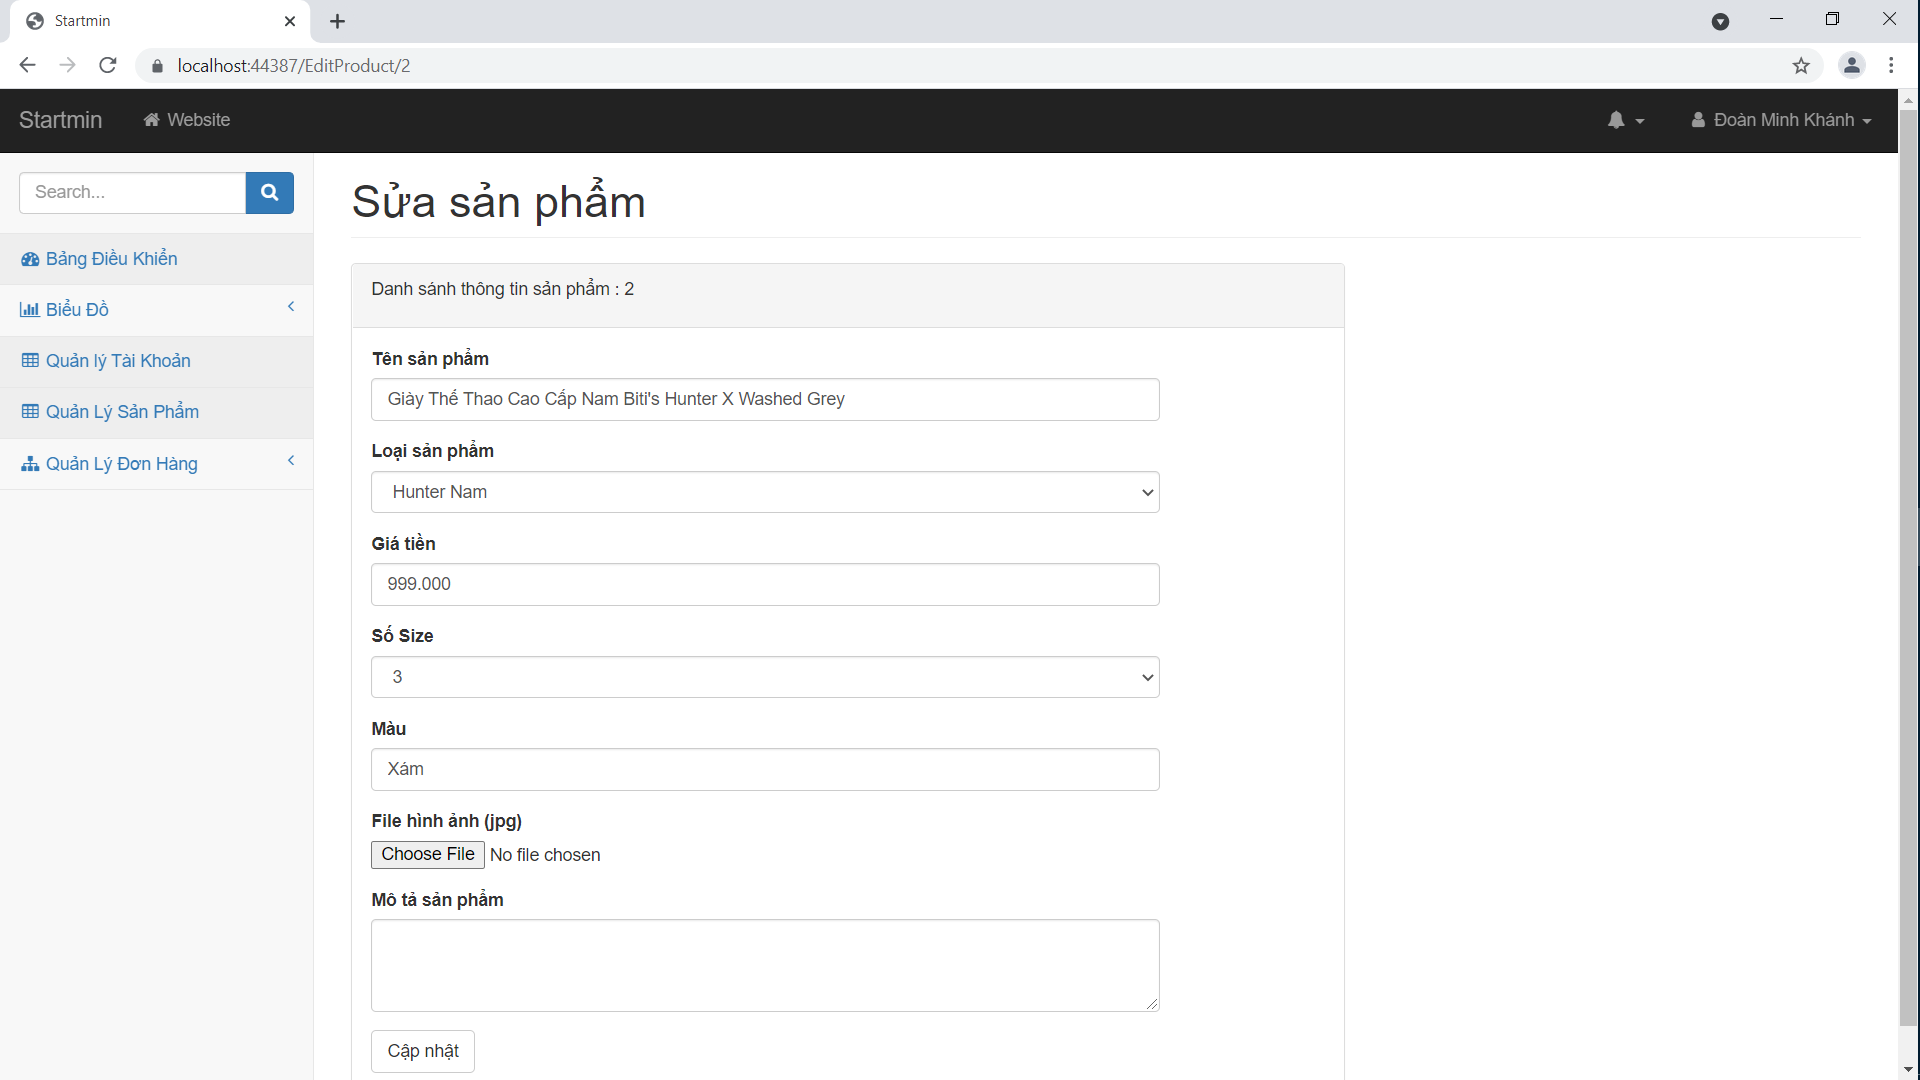 Startmin
localhost:44387/EditProduct/2
Startmin
Website
Đoàn Minh Khánh
Search...
Bảng Điều Khiển
Biểu Đồ
Quản lý Tài Khoản
Quản Lý Sản Phẩm
Quản Lý Đơn Hàng
Sửa sản phẩm
Danh sánh thông tin sản phẩm : 2
Tên sản phẩm
Giày Thể Thao Cao Cấp Nam Biti's Hunter X Washed Grey
Loại sản phẩm
Hunter Nam
Giá tiền
999.000
Số Size
3
Màu
Xám
File hình ảnh (jpg)
Choose File No file chosen
Mô tả sản phẩm
Cập nhật